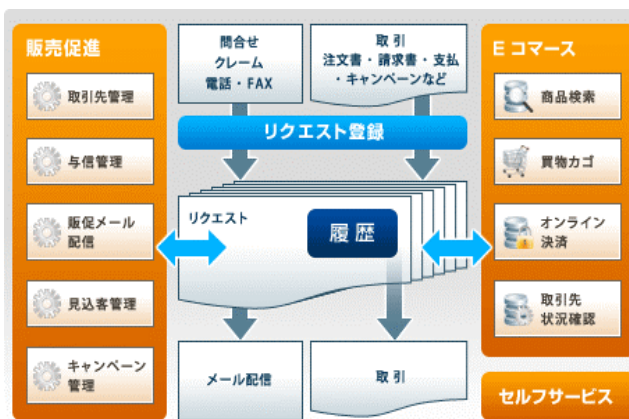 販売促進
取引先管理
与信管理
販促メール
配信
見込客管理
キャンペーン
管理
問合せ
クレーム
電話・FAX
取引
注文書・請求書・支払
・キャンペーンなど
リクエスト登録
リクエスト
履歴
メール配信
取引
Eコマース
商品検索
買物カゴ
オンライン
決済
取引先
状況確認
セルフサービス